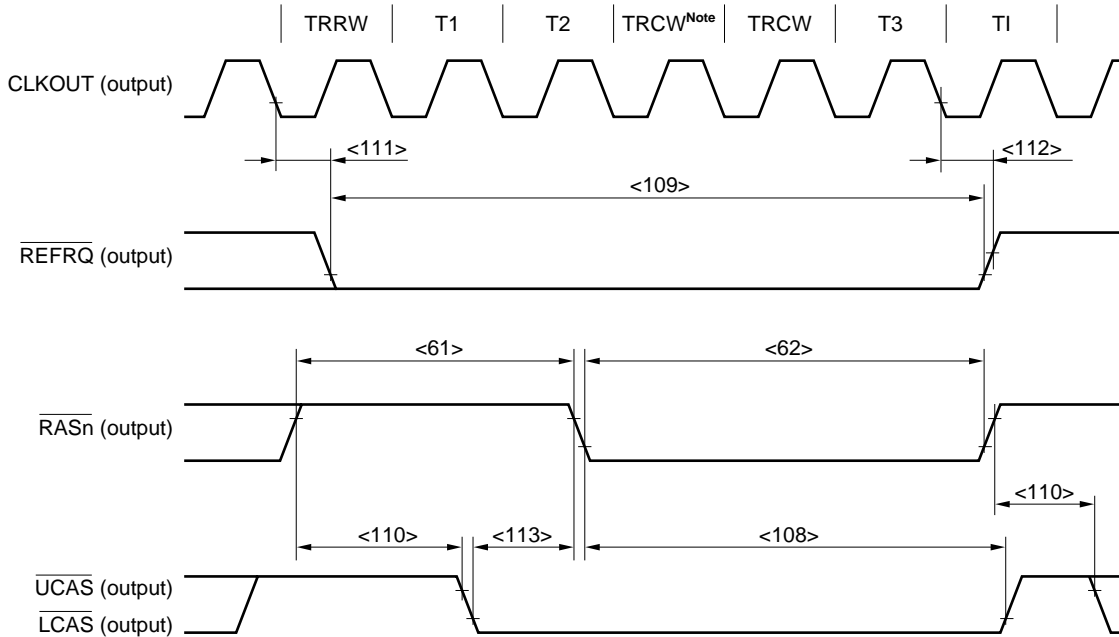 TRRW T1 T2 TRCWNote TRCW T3 TI
CLKOUT (output)
<111> <112>
<109>
REFRQ (output)
<61> <62>
RASn (output)
<110>
<110> <113> <108>
UCAS (output)
LCAS (output)